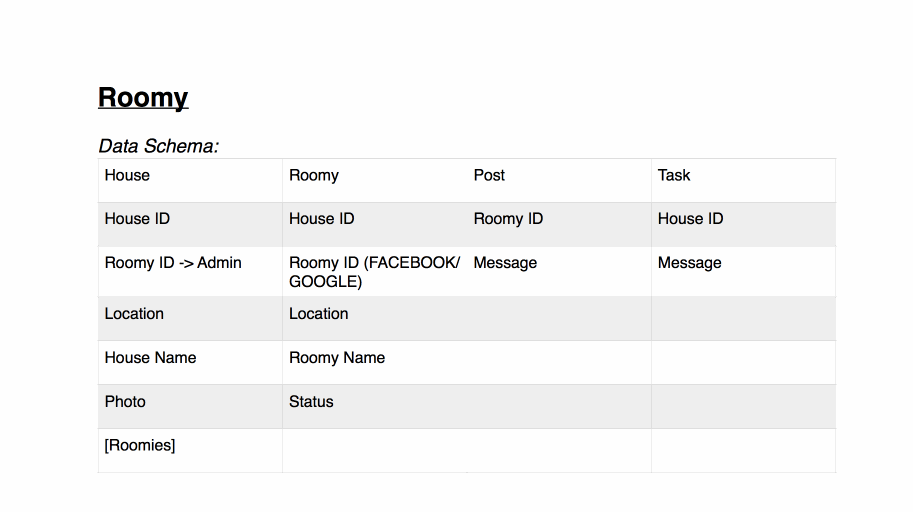 Roomy
Data Schema:
House Roomy Post Task
House ID House ID Roomy ID House ID
Roomy ID -> Admin Roomy ID (FACEBOOK/ Message Message
GOOGLE)
Location Location
House Name Roomy Name
Photo Status
[Roomies]